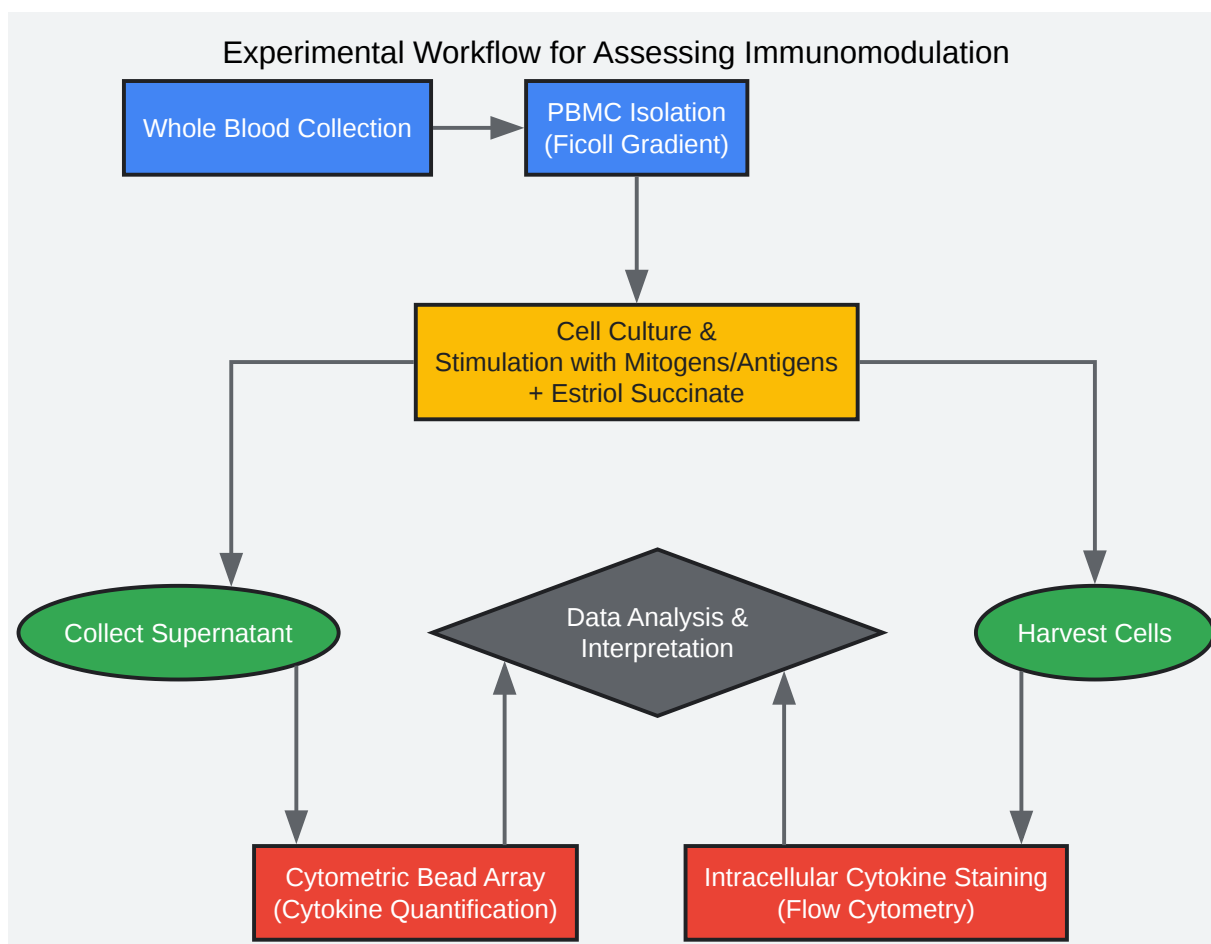 Experimental Workflow for Assessing Immunomodulation
Whole Blood Collection
PBMC Isolation
(Ficoll Gradient)
Cell Culture &
Stimulation with Mitogens/Antigens
+ Estriol Succinate
Collect Supernatant
Data Analysis &
Interpretation
Harvest Cells
Cytometric Bead Array
(Cytokine Quantification)
Intracellular Cytokine Staining
(Flow Cytometry)